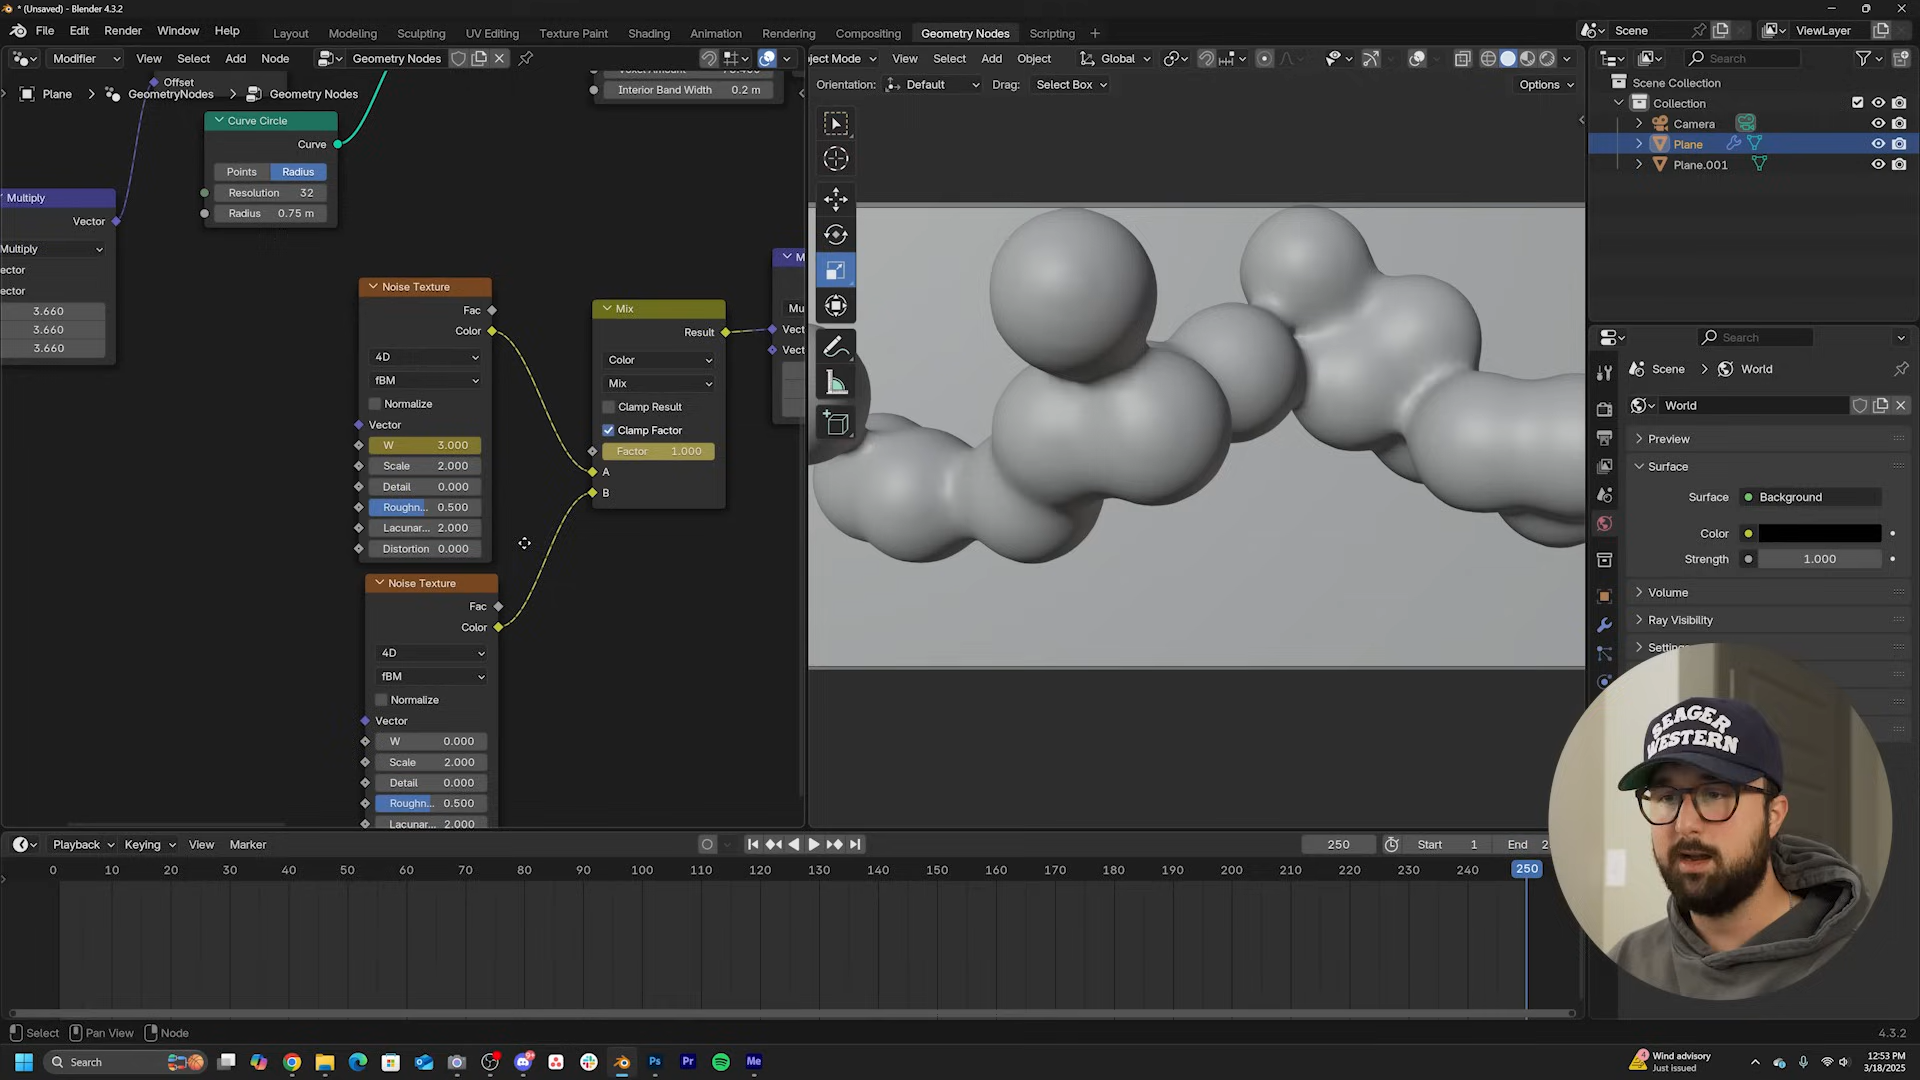 * (Unsaved) - Blender 4.3.2
File Edit Render Window Help
Layout Modeling Sculpting UV Editing Texture Paint Shading Animation Rendering Compositing Geometry Nodes Scripting +
Scene
ViewLayer
Modifier View Select Add Node Geometry Nodes
ject Mode View Select Add Object Global
Search
Orientation: Default Drag: Select Box Options
Plane > GeometryNodes > Geometry Nodes
Offset
Interior Band Width 0.2 m
Curve Circle
Curve
Points Radius
Resolution 32
Radius 0.75 m
Multiply
Vector
Multiply
ector
ector
3.660
3.660
3.660
Noise Texture
Fac
Color
4D
fBM
Normalize
Vector
W 3.000
Scale 2.000
Detail 0.000
Roughn... 0.500
Lacunar... 2.000
Distortion 0.000
Mix
Result
Color
Mix
Clamp Result
Clamp Factor
Factor 1.000
A
B
M
Mu
Vect
Vect
Noise Texture
Fac
Color
4D
fBM
Normalize
Vector
W 0.000
Scale 2.000
Detail 0.000
Roughn... 0.500
Lacunar... 2.000
Scene Collection
Collection
Camera
Plane
Plane.001
Search
Scene > World
World
Preview
Surface
Surface Background
Color
Strength 1.000
Volume
Ray Visibility
Setting
SEAGER
WESTERN
Playback Keying View Marker
250 Start 1 End 2
0 10 20 30 40 50 60 70 80 90 100 110 120 130 140 150 160 170 180 190 200 210 220 230 240 250
Select Pan View Node
4.3.2
Search
Wind advisory
Just issued
12:53 PM
3/18/2025